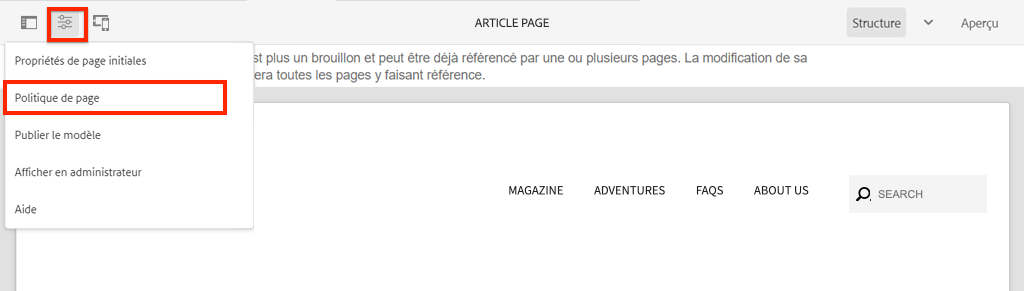 ARTICLE PAGE
Structure
Aperçu
Propriétés de page initiales
Politique de page
Publier le modèle
Afficher en administrateur
Aide
st plus un brouillon et peut être déjà référencé par une ou plusieurs pages. La modification de sa
era toutes les pages y faisant référence.
MAGAZINE ADVENTURES FAQS ABOUT US SEARCH